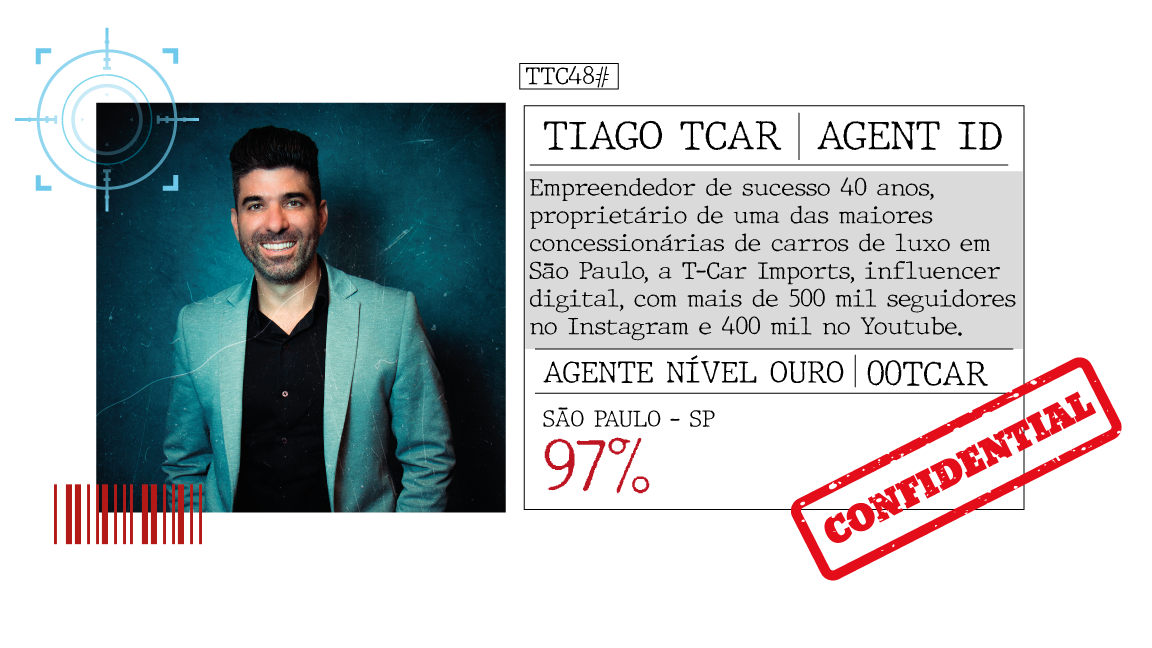 TTC48#
TIAGO TCAR | AGENT ID
Empreendedor de sucesso 40 anos,
proprietário de uma das maiores
concessionárias de carros de luxo em
São Paulo, a T-Car Imports, influencer
digital, com mais de 500 mil seguidores
no Instagram e 400 mil no Youtube.
AGENTE NÍVEL OURO | 00TCAR
SÃO PAULO - SP
97%
CONFIDENTIAL